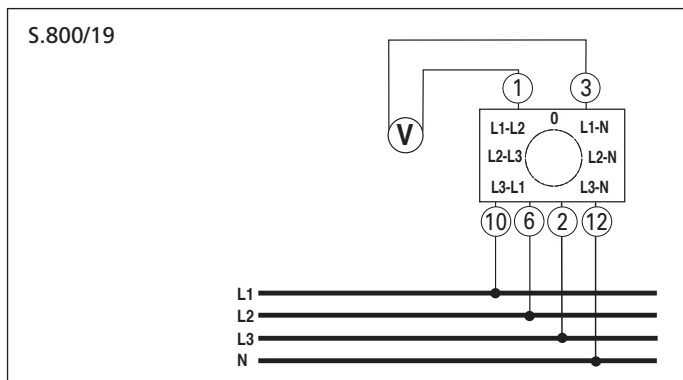 S.800/19
1 3
V
0
L1-L2 L1-N
L2-L3 L2-N
L3-L1 L3-N
10 6 2 12
L1
L2
L3
N